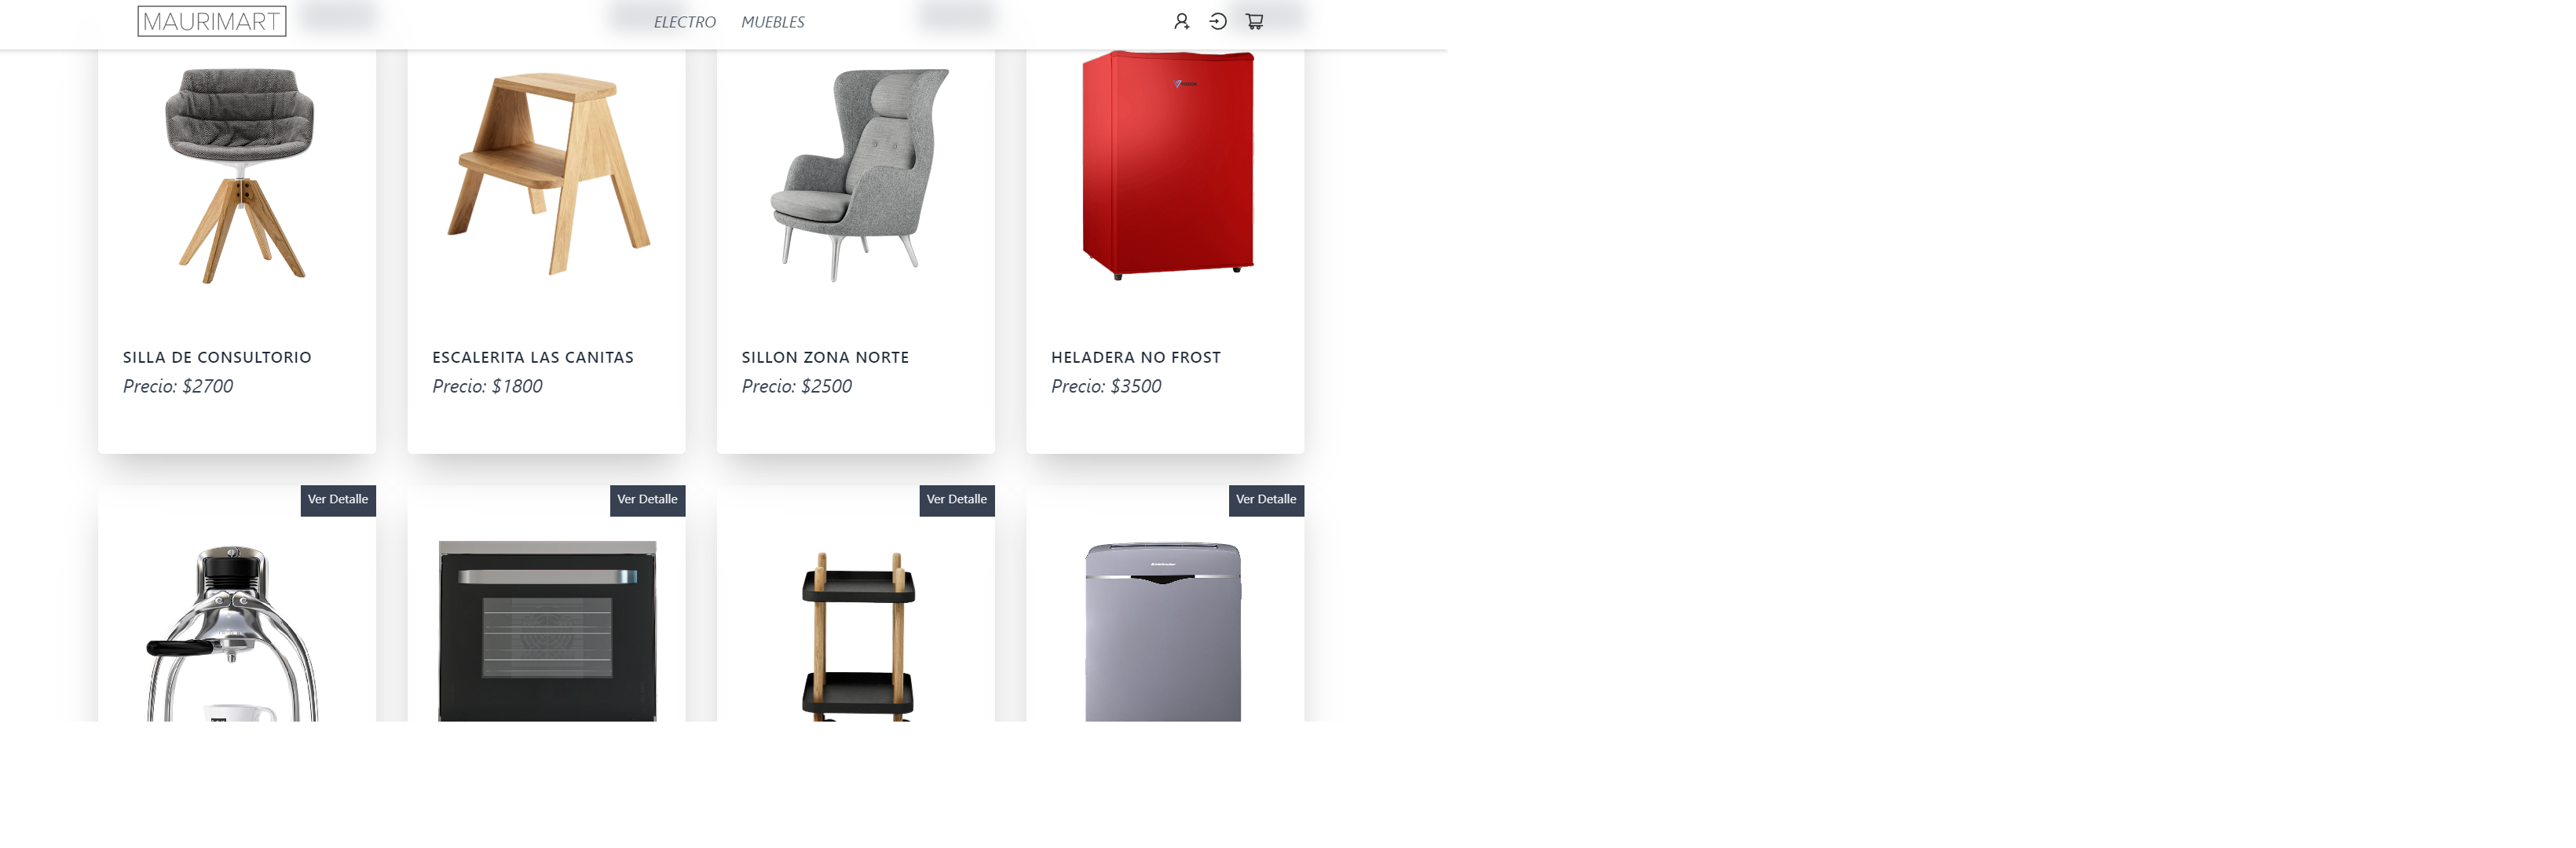 MAURIMART
ELECTRO MUEBLES
SILLA DE CONSULTORIO
Precio: $2700
ESCALERITA LAS CANITAS
Precio: $1800
SILLON ZONA NORTE
Precio: $2500
HELADERA NO FROST
Precio: $3500
Ver Detalle
Ver Detalle
Ver Detalle
Ver Detalle